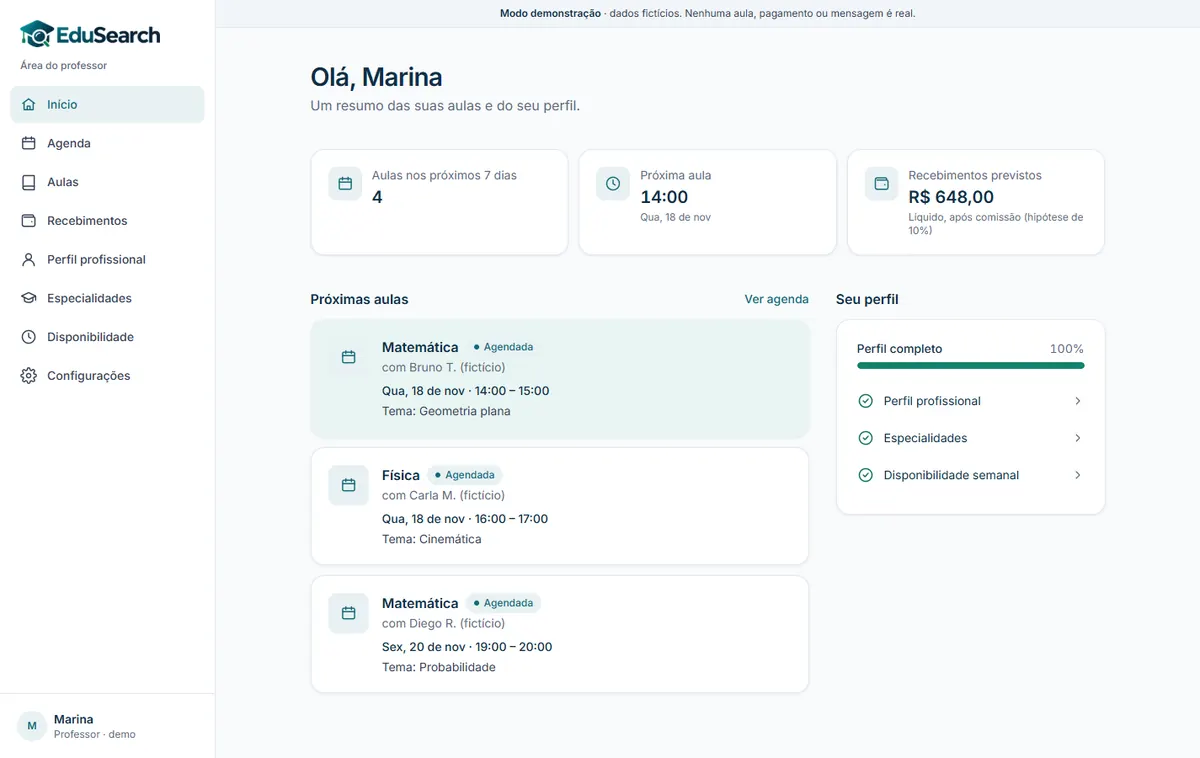 EduSearch
Área do professor
Início
Agenda
Aulas
Recebimentos
Perfil profissional
Especialidades
Disponibilidade
Configurações
M
Marina
Professor · demo
Modo demonstração · dados fictícios. Nenhuma aula, pagamento ou mensagem é real.
Olá, Marina
Um resumo das suas aulas e do seu perfil.
Aulas nos próximos 7 dias
4
Próxima aula
14:00
Qua, 18 de nov
Recebimentos previstos
R$ 648,00
Líquido, após comissão (hipótese de
10%)
Próximas aulas
Ver agenda
Matemática • Agendada
com Bruno T. (fictício)
Qua, 18 de nov · 14:00 – 15:00
Tema: Geometria plana
Física • Agendada
com Carla M. (fictício)
Qua, 18 de nov · 16:00 – 17:00
Tema: Cinemática
Matemática • Agendada
com Diego R. (fictício)
Sex, 20 de nov · 19:00 – 20:00
Tema: Probabilidade
Seu perfil
Perfil completo 100%
Perfil profissional
Especialidades
Disponibilidade semanal